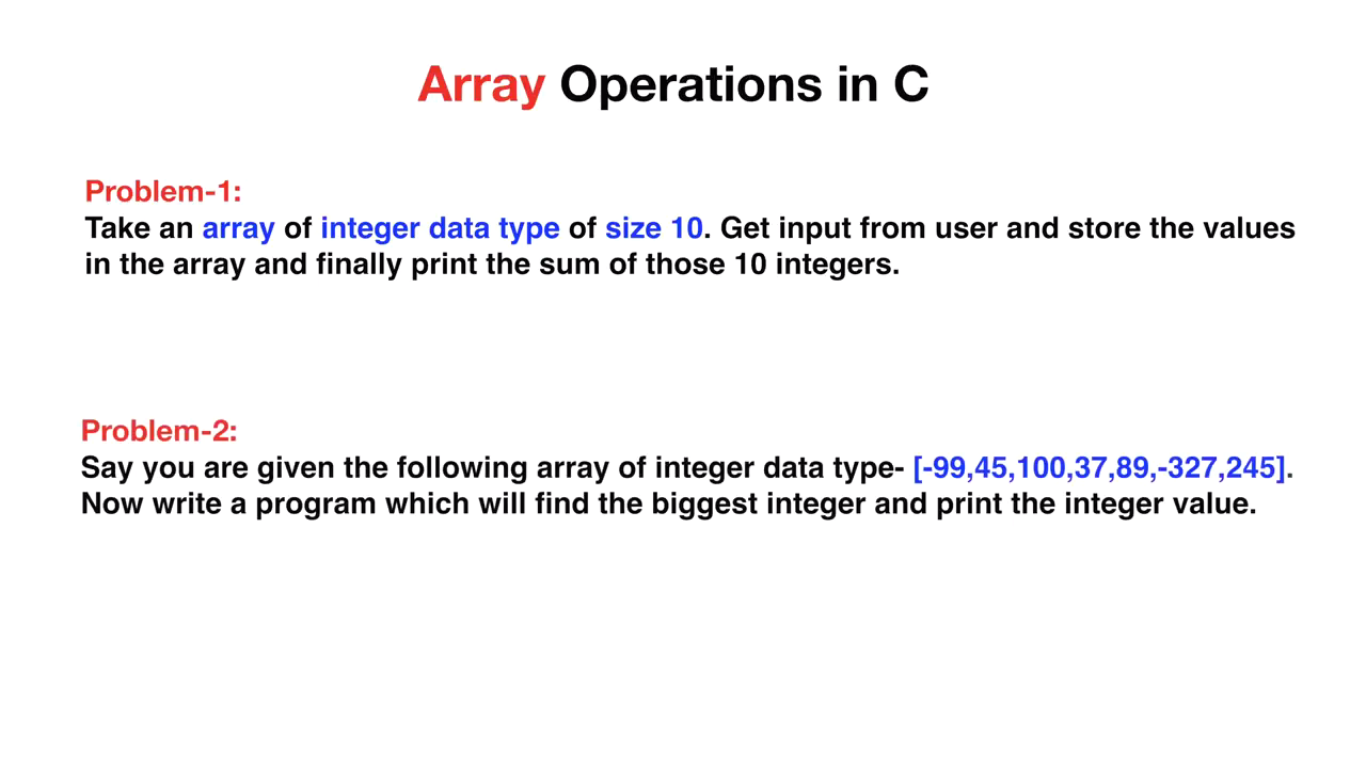 Array Operations in C
Problem-1:
Take an array of integer data type of size 10. Get input from user and store the values
in the array and finally print the sum of those 10 integers.
Problem-2:
Say you are given the following array of integer data type- [-99,45,100,37,89,-327,245].
Now write a program which will find the biggest integer and print the integer value.